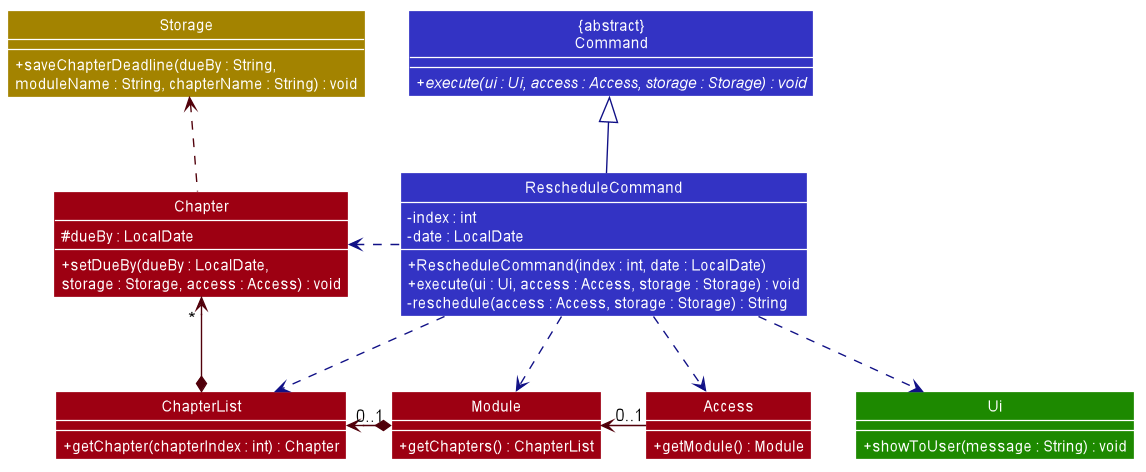 Storage
+saveChapterDeadline(dueBy : String,
moduleName : String, chapterName : String) : void
{abstract}
Command
+execute(ui : Ui, access : Access, storage : Storage) : void
Chapter
#dueBy : LocalDate
+setDueBy(dueBy : LocalDate,
storage : Storage, access : Access) : void
RescheduleCommand
-index : int
-date : LocalDate
+RescheduleCommand(index : int, date : LocalDate)
+execute(ui : Ui, access : Access, storage : Storage) : void
-reschedule(access : Access, storage : Storage) : String
*
ChapterList
+getChapter(chapterIndex : int) : Chapter
0..1
Module
+getChapters() : ChapterList
0..1
Access
+getModule() : Module
Ui
+showToUser(message : String) : void